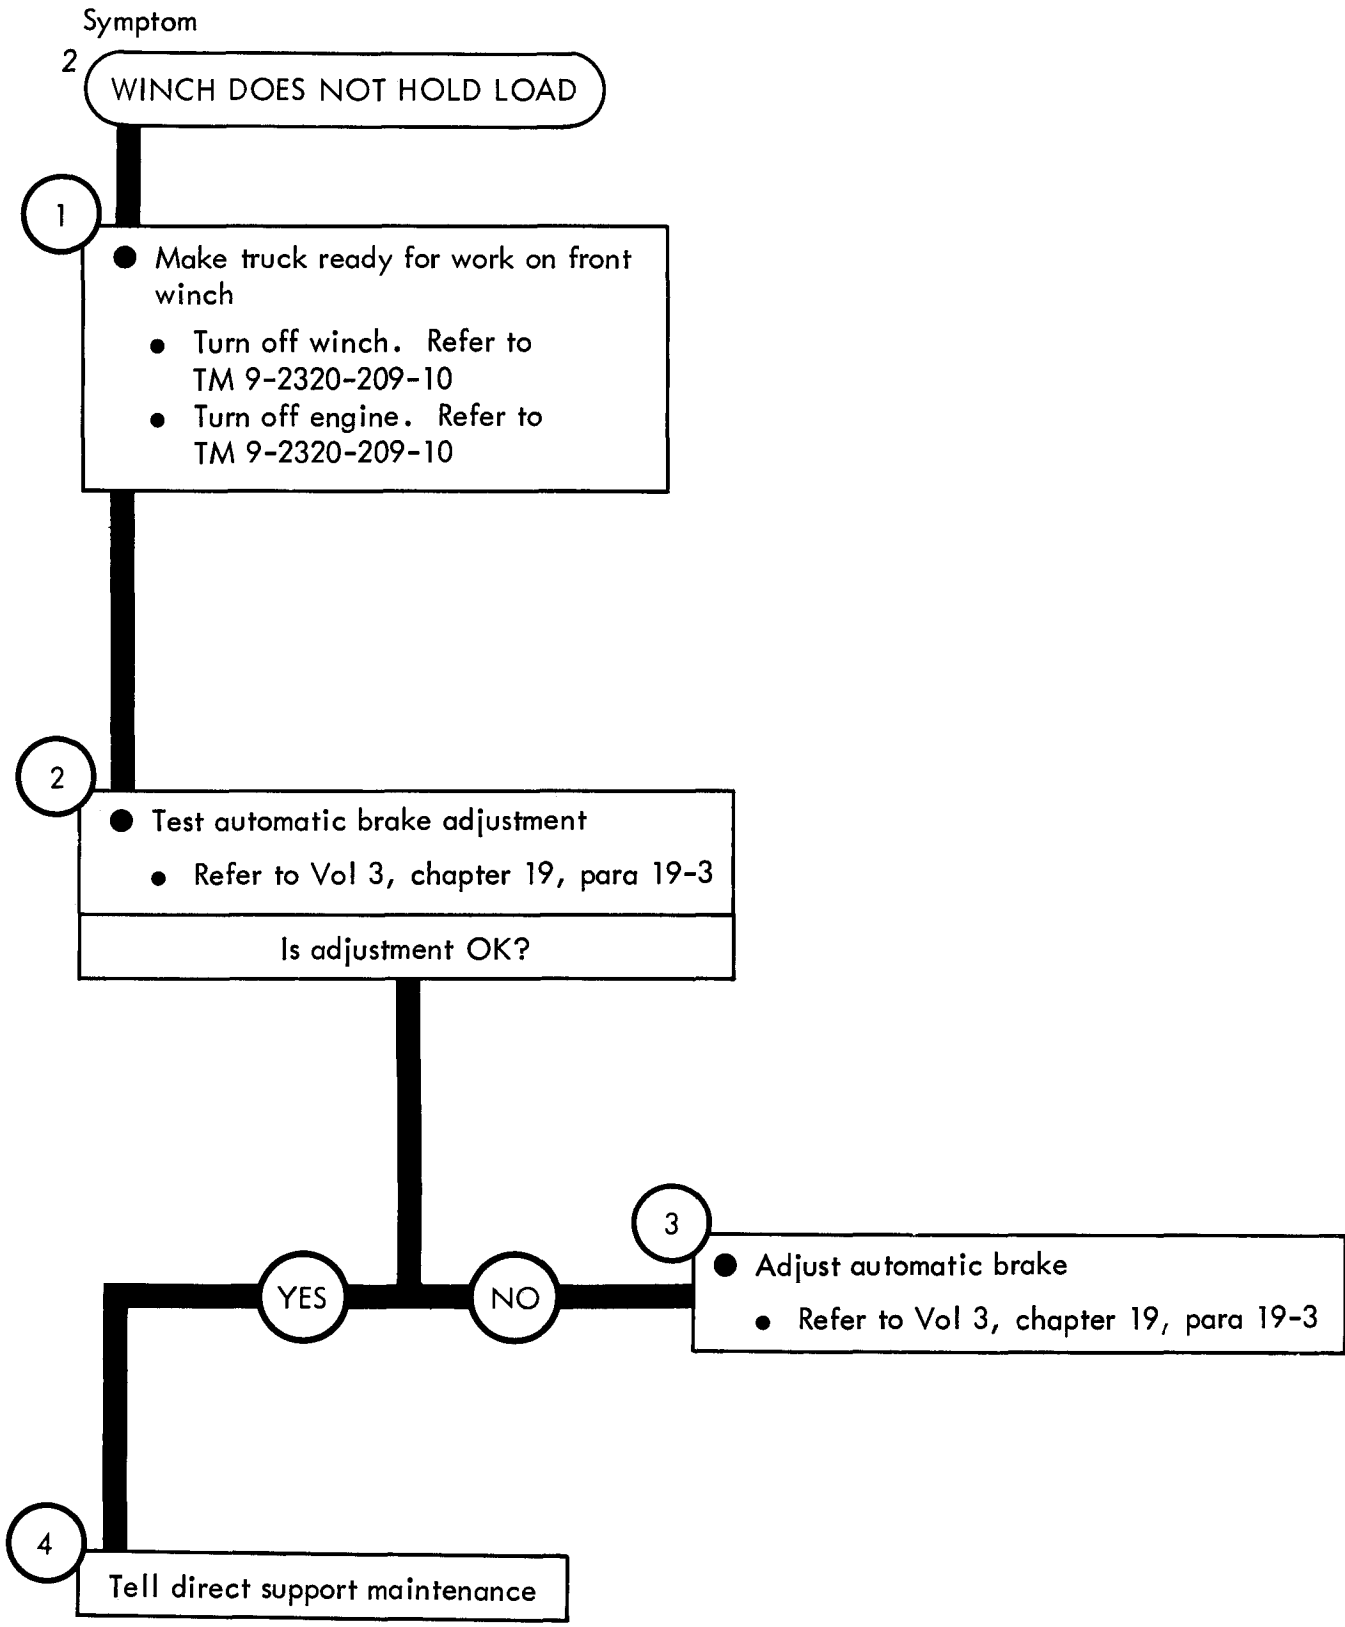 Symptom
2
WINCH DOES NOT HOLD LOAD
1
● Make truck ready for work on front
winch
● Turn off winch. Refer to
TM 9-2320-209-10
● Turn off engine. Refer to
TM 9-2320-209-10
2
● Test automatic brake adjustment
● Refer to Vol 3, chapter 19, para 19-3
Is adjustment OK?
YES
NO
3
● Adjust automatic brake
● Refer to Vol 3, chapter 19, para 19-3
4
Tell direct support maintenance